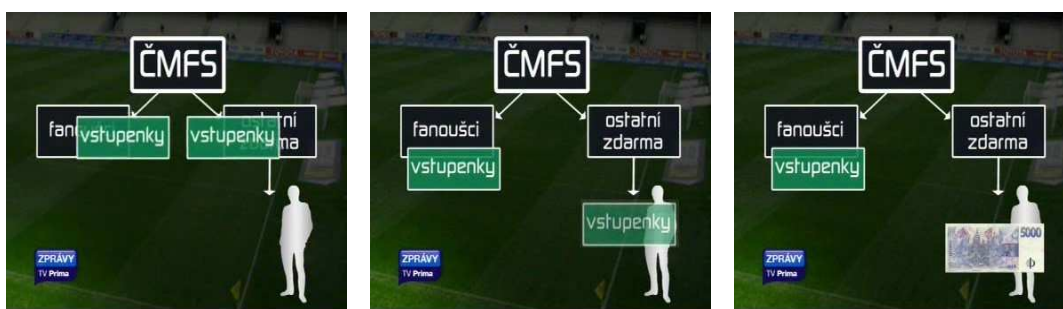 ČMFS
vstupenky
vstupenky
ZPRÁVY
TV Prima
ČMFS
fanoušci
ostatní
zdarma
vstupenky
vstupenky
ZPRÁVY
TV Prima
ČMFS
fanoušci
ostatní
zdarma
vstupenky
5000
ZPRÁVY
TV Prima